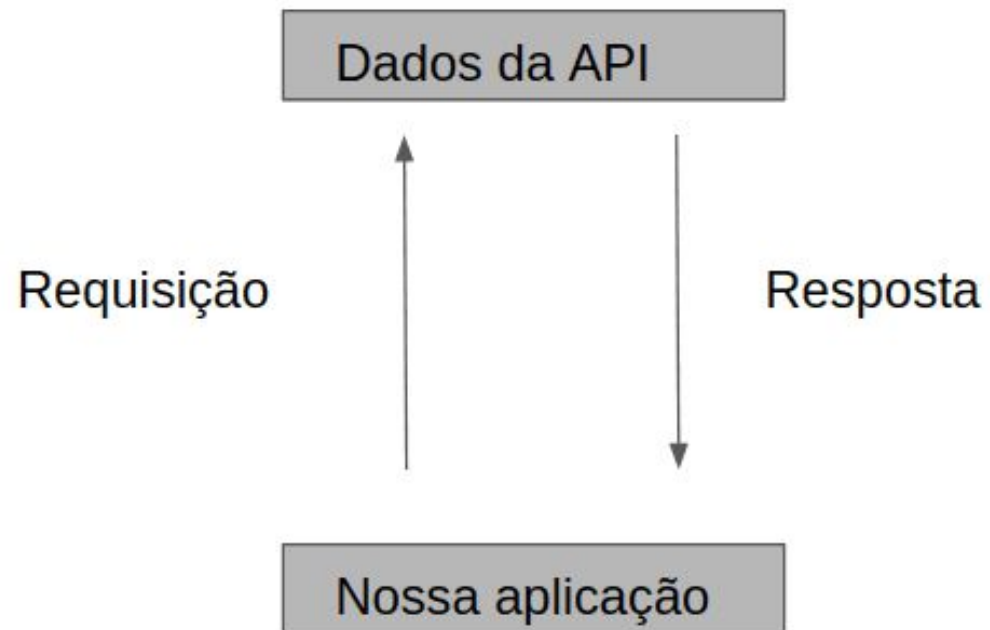 Dados da API
Requisição
Resposta
Nossa aplicação